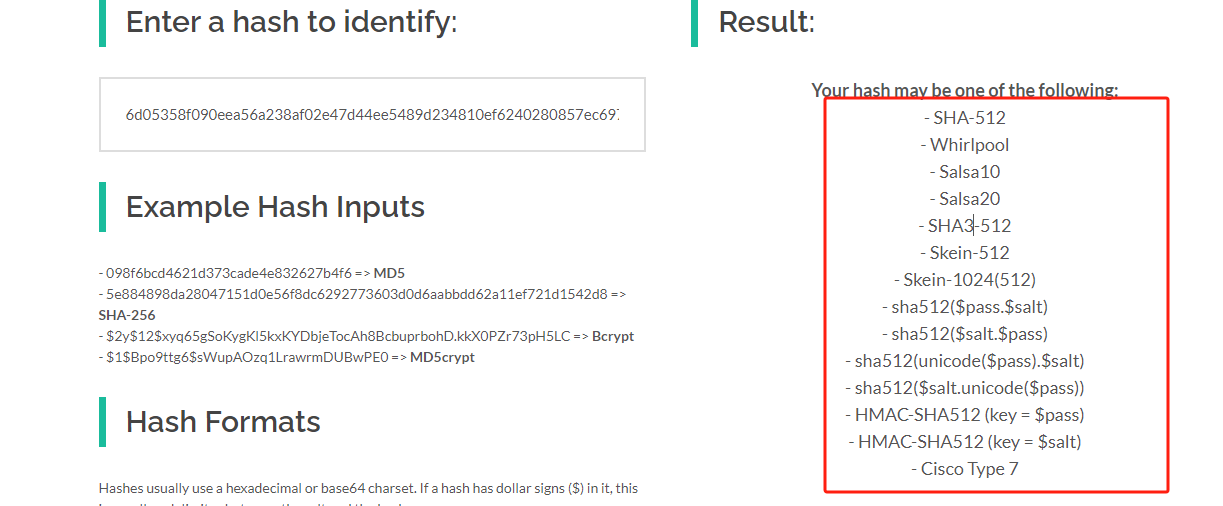 Enter a hash to identify:
6d05358f090eea56a238af02e47d44ee5489d234810ef6240280857ec697
Example Hash Inputs
- 098f6bcd4621d373cade4e832627b4f6 => MD5
- 5e884898da28047151d0e56f8dc6292773603d0d6aabbdd62a11ef721d1542d8 =>
SHA-256
- $2y$12$xyq65gSoKygKl5kxKYDbjeTocAh8BcbuprbohD.kkX0PZr73pH5LC => Bcrypt
- $1$Bpo9ttg6$sWupAOzq1LrawrmDUBwPE0 => MD5crypt
Hash Formats
Hashes usually use a hexadecimal or base64 charset. If a hash has dollar signs ($) in it, this
Result:
Your hash may be one of the following:
- SHA-512
- Whirlpool
- Salsa10
- Salsa20
- SHA3-512
- Skein-512
- Skein-1024(512)
- sha512($pass.$salt)
- sha512($salt.$pass)
- sha512(unicode($pass).$salt)
- sha512($salt.unicode($pass))
- HMAC-SHA512 (key = $pass)
- HMAC-SHA512 (key = $salt)
- Cisco Type 7